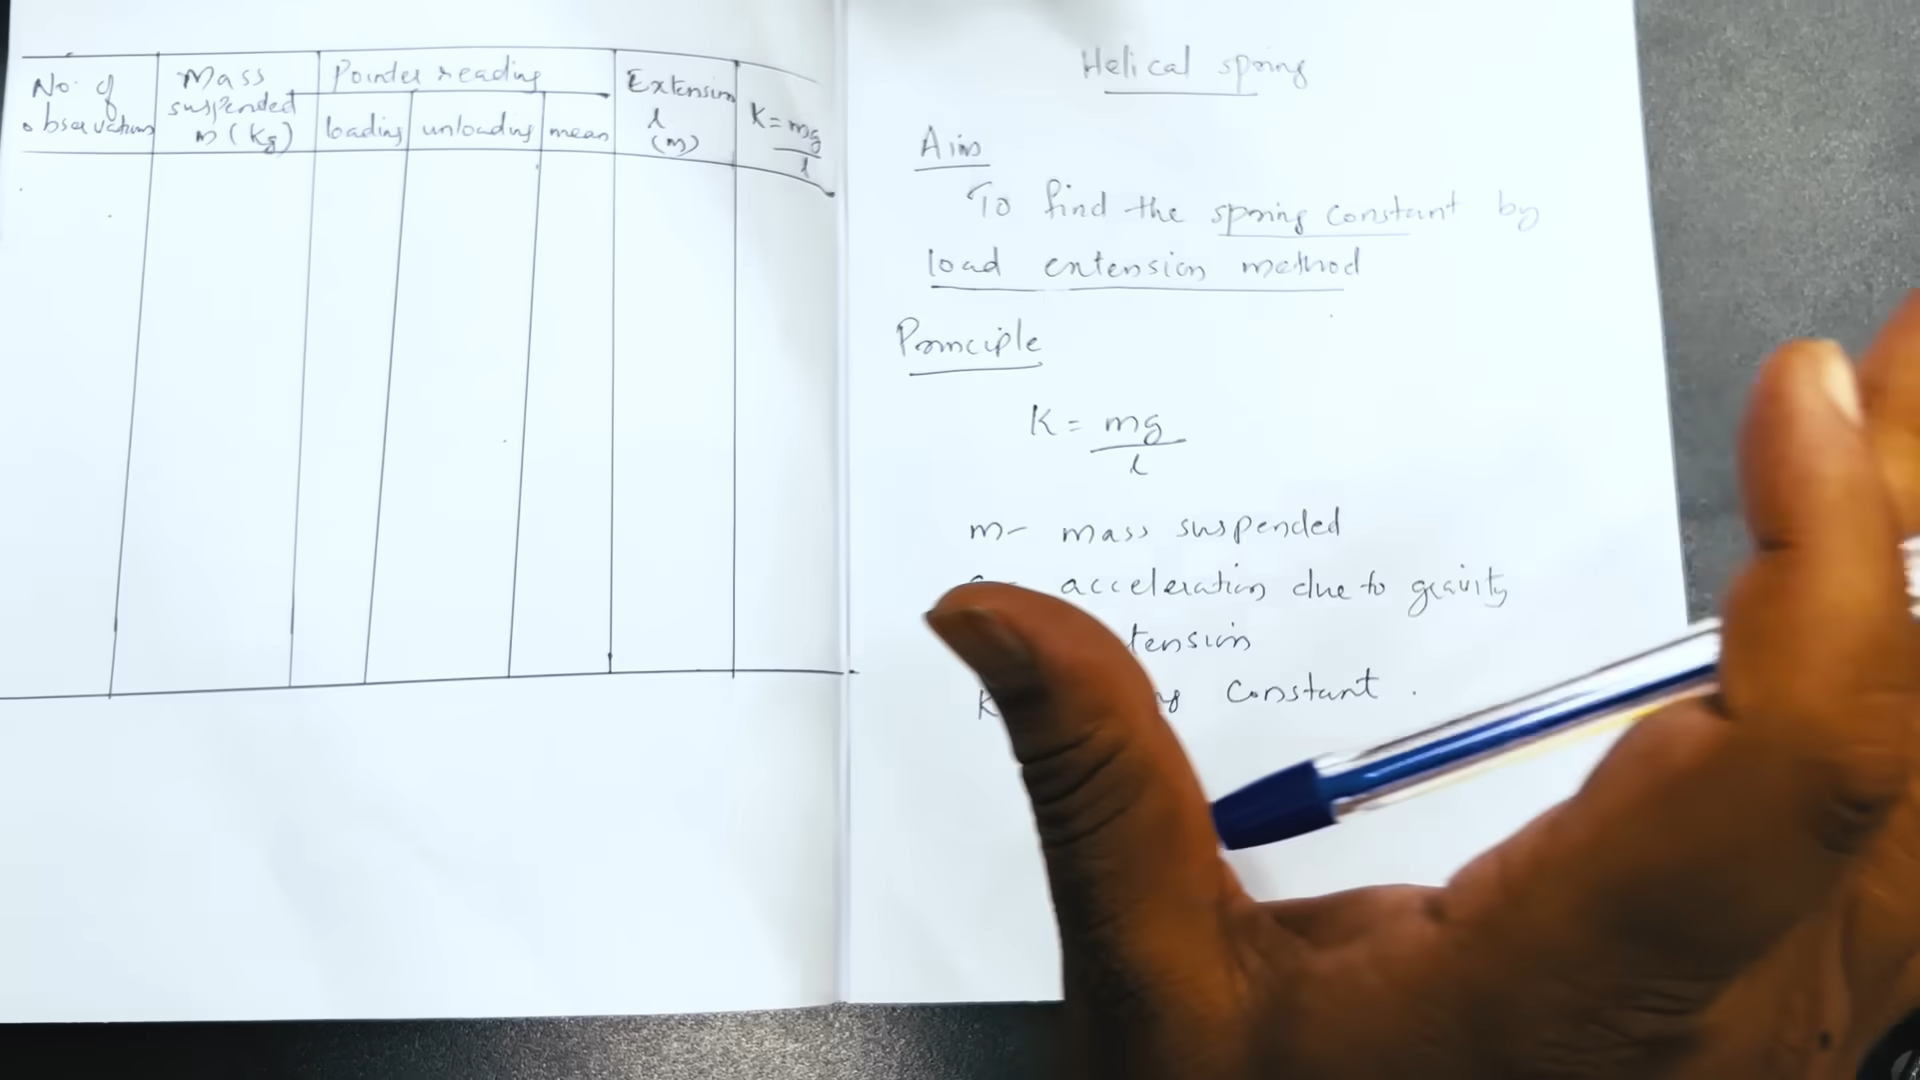 No. of observations
Mass suspended m (kg)
Pointer reading
loading
unloading
mean
Extension l (m)
K = mg/l
Helical spring
Aim
To find the spring constant by
load extension method
Principle
K = mg/l
m- mass suspended
acceleration due to gravity
tension
K constant.